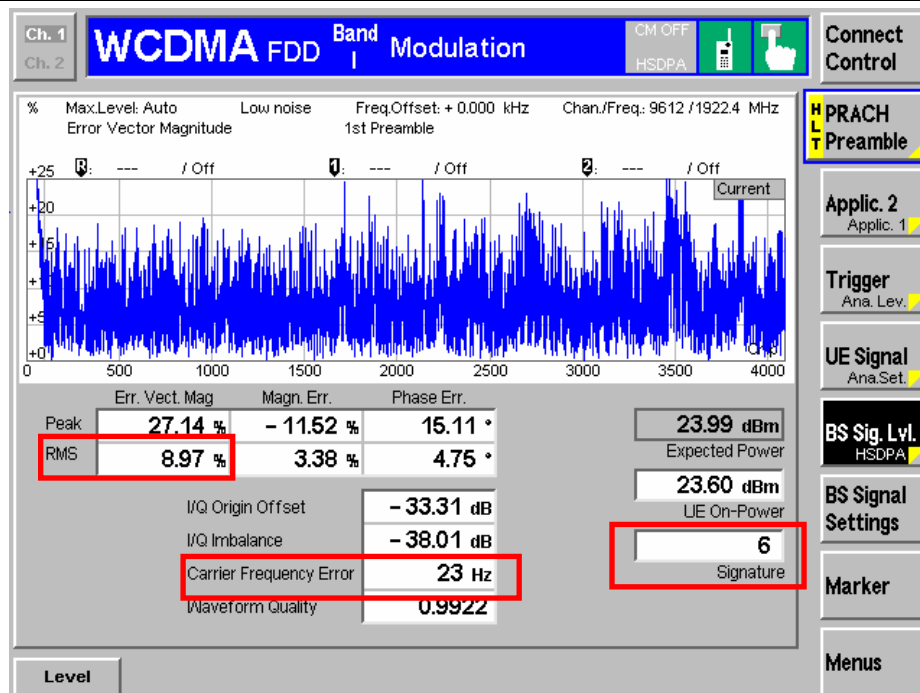 Ch. 1
Ch. 2
WCDMA FDD Band I Modulation
CM OFF
HSDPA
Connect Control
% Max.Level: Auto Low noise Freq.Offset: + 0.000 kHz Chan./Freq.: 9612 / 1922.4 MHz
Error Vector Magnitude 1st Preamble
R: --- / Off 1: --- / Off 2: --- / Off
Current
+25
+20
+5
+0
0 500 1000 1500 2000 2500 3000 3500 4000
Err. Vect. Mag Magn. Err. Phase Err.
Peak 27.14 % - 11.52 % 15.11 °
RMS 8.97 % 3.38 % 4.75 °
I/Q Origin Offset - 33.31 dB
I/Q Imbalance - 38.01 dB
Carrier Frequency Error 23 Hz
Waveform Quality 0.9922
23.99 dBm
Expected Power
23.60 dBm
UE On-Power
6
Signature
HLT
PRACH Preamble
Applic. 2
Applic. 1
Trigger
Ana. Lev.
UE Signal
Ana.Set.
BS Sig. Lvl.
HSDPA
BS Signal Settings
Marker
Menus
Level